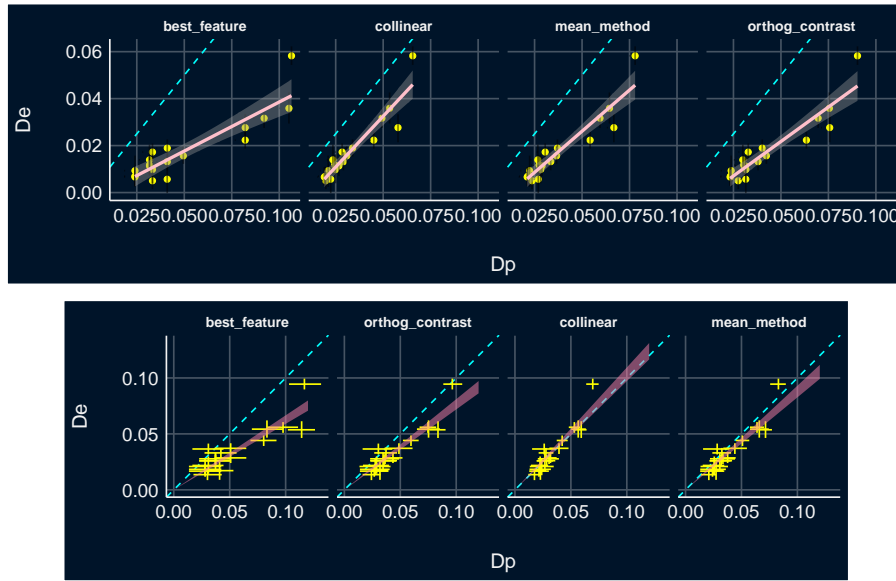 best_feature collinear mean_method orthog_contrast
0.06
0.04
0.02
0.00
De
0.0250.0500.0750.100 0.0250.0500.0750.100 0.0250.0500.0750.100 0.0250.0500.0750.100
Dp
best_feature orthog_contrast collinear mean_method
0.10
0.05
0.00
De
0.00 0.05 0.10 0.00 0.05 0.10 0.00 0.05 0.10 0.00 0.05 0.10
Dp